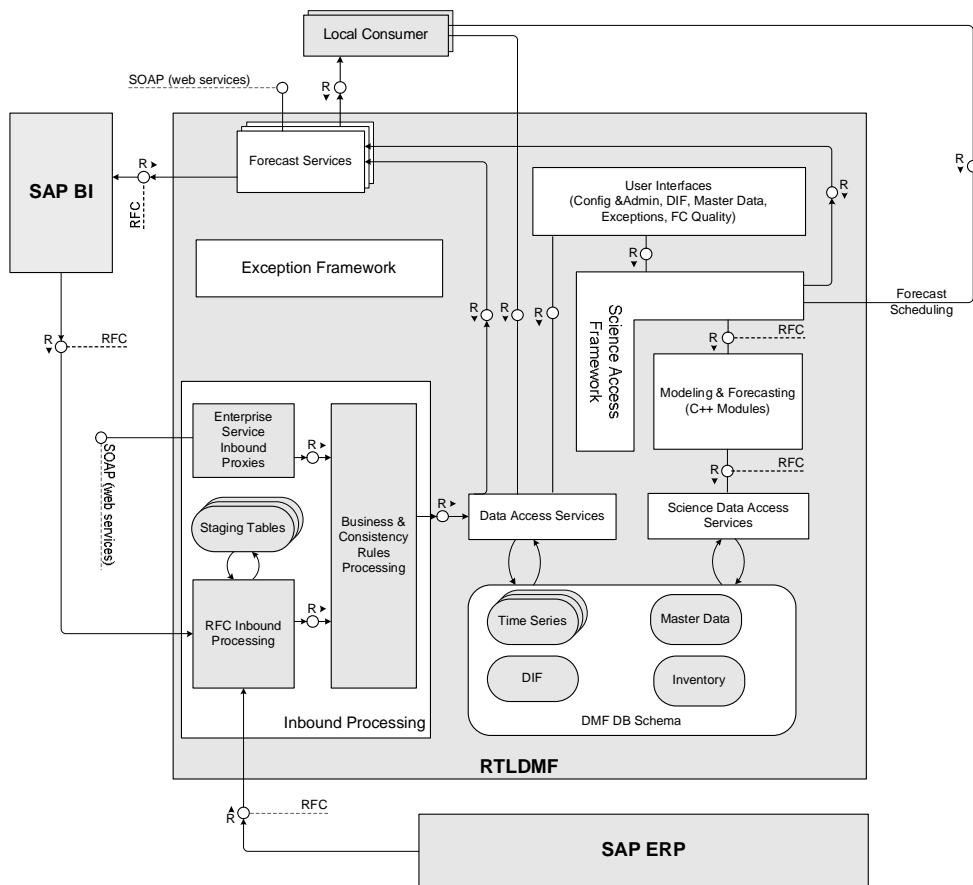 Local Consumer
R
SOAP (web services)
R
Forecast Services
R
SAP BI
RFC
User Interfaces
(Config &Admin, DIF, Master Data,
Exceptions, FC Quality)
R
R
Exception Framework
Forecast
Scheduling
R
R
R
Science Access
Framework
R
RFC
R
RFC
Modeling & Forecasting
(C++ Modules)
Enterprise
Service
Inbound
Proxies
R
SOAP (web services)
R
RFC
Staging Tables
Business &
Consistency
Rules
Processing
R
Data Access Services
Science Data Access
Services
RFC Inbound
Processing
R
Time Series
Master Data
DIF
Inventory
Inbound Processing
DMF DB Schema
RTLDMF
R
RFC
SAP ERP